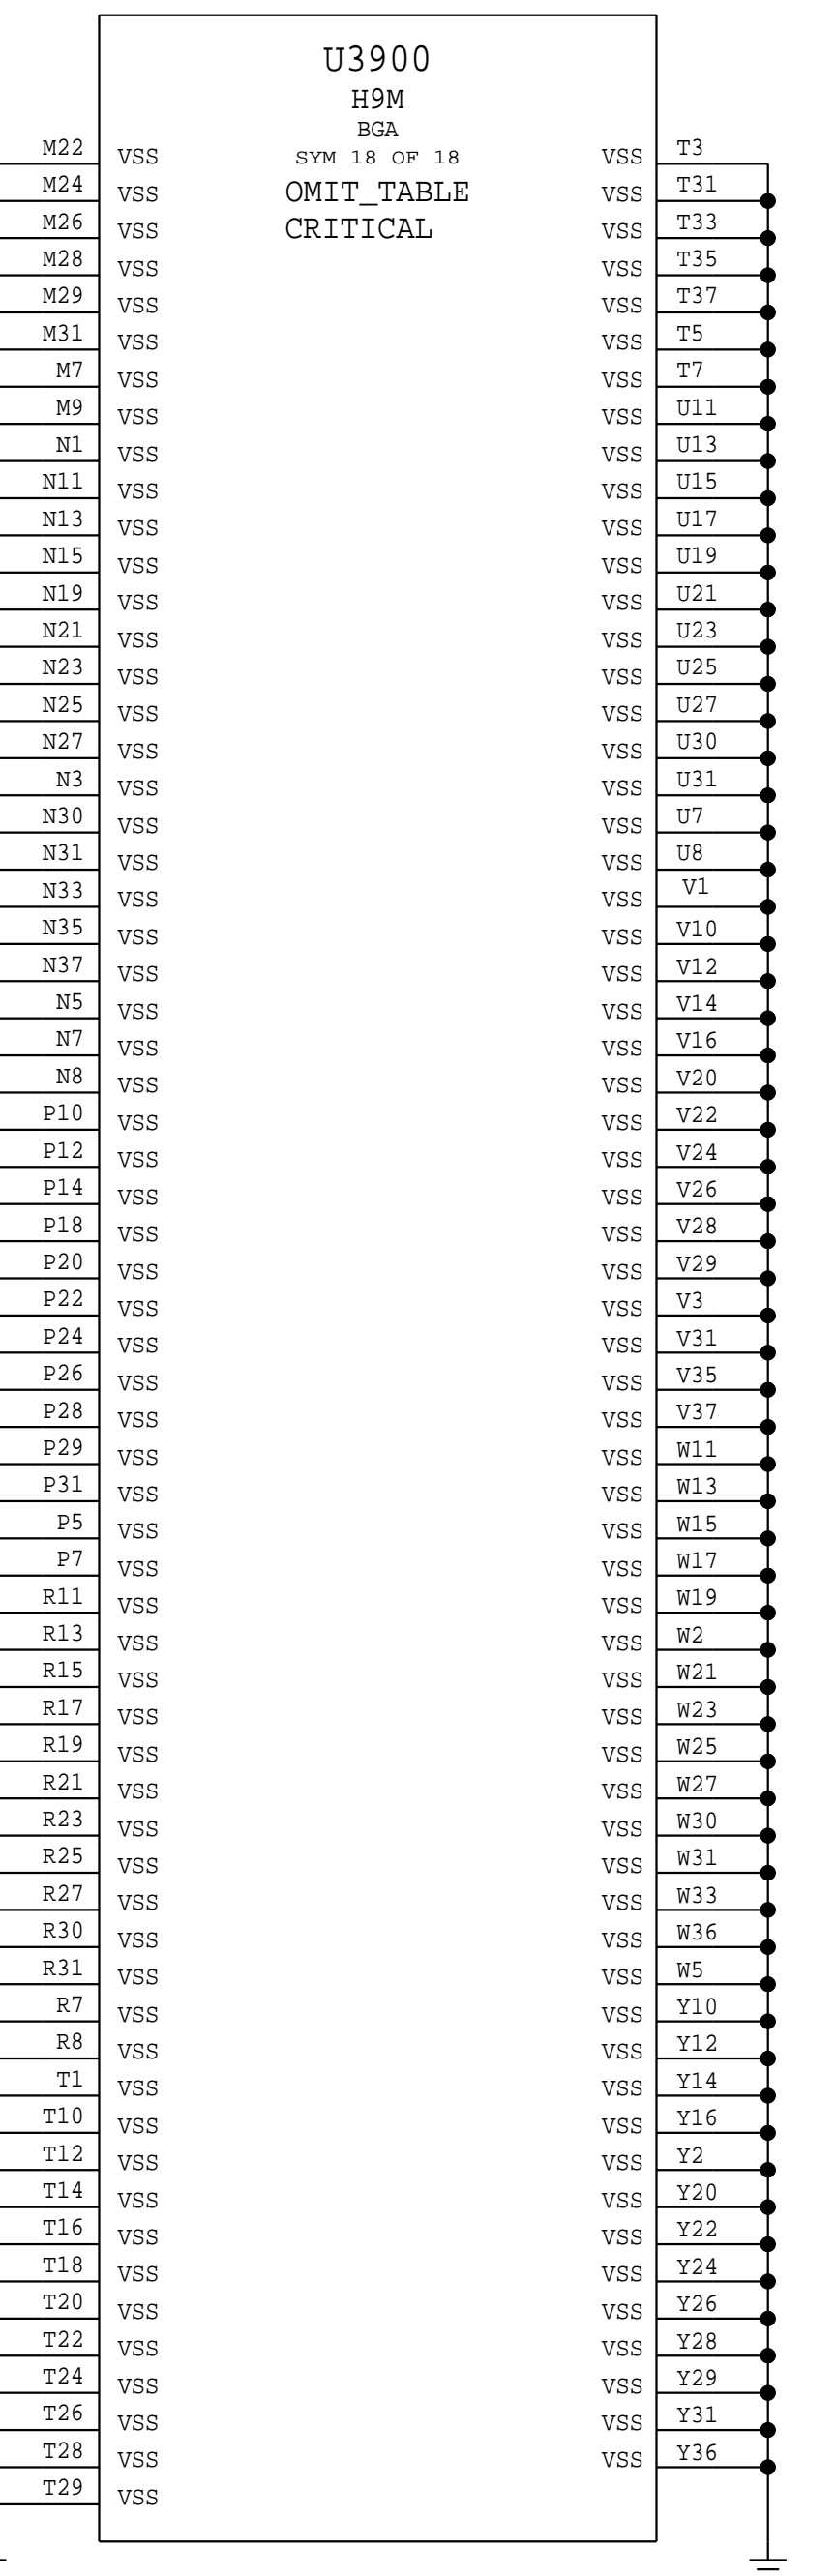 U3900
H9M
BGA
SYM 18 OF 18
OMIT_TABLE
CRITICAL
M22 VSS VSS T3
M24 VSS VSS T31
M26 VSS VSS T33
M28 VSS VSS T35
M29 VSS VSS T37
M31 VSS VSS T5
M7 VSS VSS T7
M9 VSS VSS U11
N1 VSS VSS U13
N11 VSS VSS U15
N13 VSS VSS U17
N15 VSS VSS U19
N19 VSS VSS U21
N21 VSS VSS U23
N23 VSS VSS U25
N25 VSS VSS U27
N27 VSS VSS U30
N3 VSS VSS U31
N30 VSS VSS U7
N31 VSS VSS U8
N33 VSS VSS V1
N35 VSS VSS V10
N37 VSS VSS V12
N5 VSS VSS V14
N7 VSS VSS V16
N8 VSS VSS V20
P10 VSS VSS V22
P12 VSS VSS V24
P14 VSS VSS V26
P18 VSS VSS V28
P20 VSS VSS V29
P22 VSS VSS V3
P24 VSS VSS V31
P26 VSS VSS V35
P28 VSS VSS V37
P29 VSS VSS W11
P31 VSS VSS W13
P5 VSS VSS W15
P7 VSS VSS W17
R11 VSS VSS W19
R13 VSS VSS W2
R15 VSS VSS W21
R17 VSS VSS W23
R19 VSS VSS W25
R21 VSS VSS W27
R23 VSS VSS W30
R25 VSS VSS W31
R27 VSS VSS W33
R30 VSS VSS W36
R31 VSS VSS W5
R7 VSS VSS Y10
R8 VSS VSS Y12
T1 VSS VSS Y14
T10 VSS VSS Y16
T12 VSS VSS Y2
T14 VSS VSS Y20
T16 VSS VSS Y22
T18 VSS VSS Y24
T20 VSS VSS Y26
T22 VSS VSS Y28
T24 VSS VSS Y29
T26 VSS VSS Y31
T28 VSS VSS Y36
T29 VSS